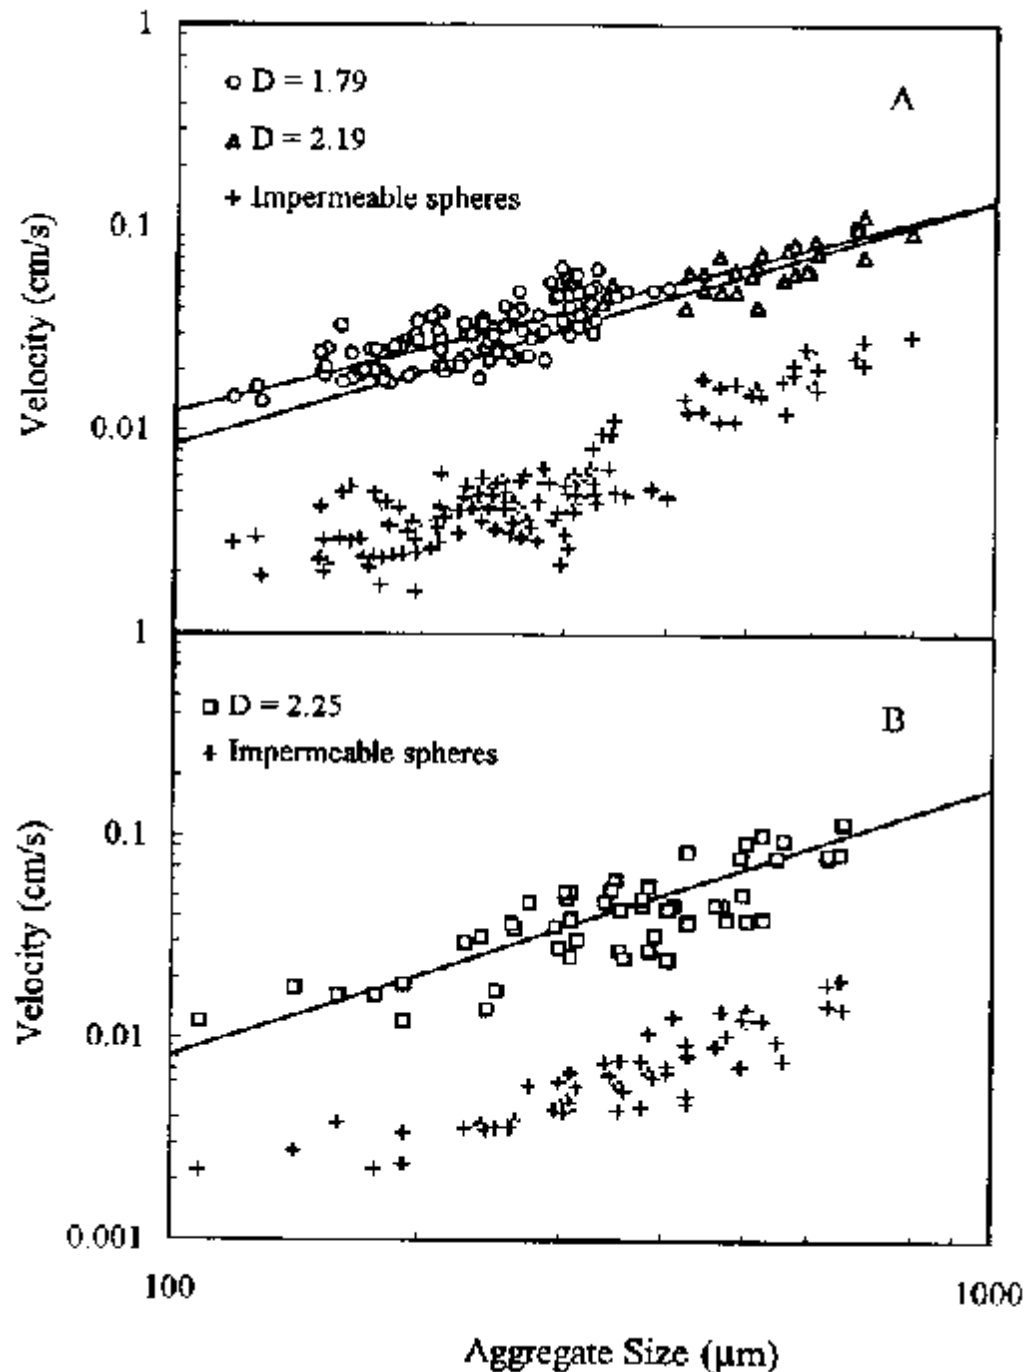 1
D = 1.79
A
D = 2.19
Impermeable spheres
0.1
Velocity (cm/s)
0.01
1
D = 2.25
B
Impermeable spheres
0.1
Velocity (cm/s)
0.01
0.001
100
1000
Aggregate Size (μm)